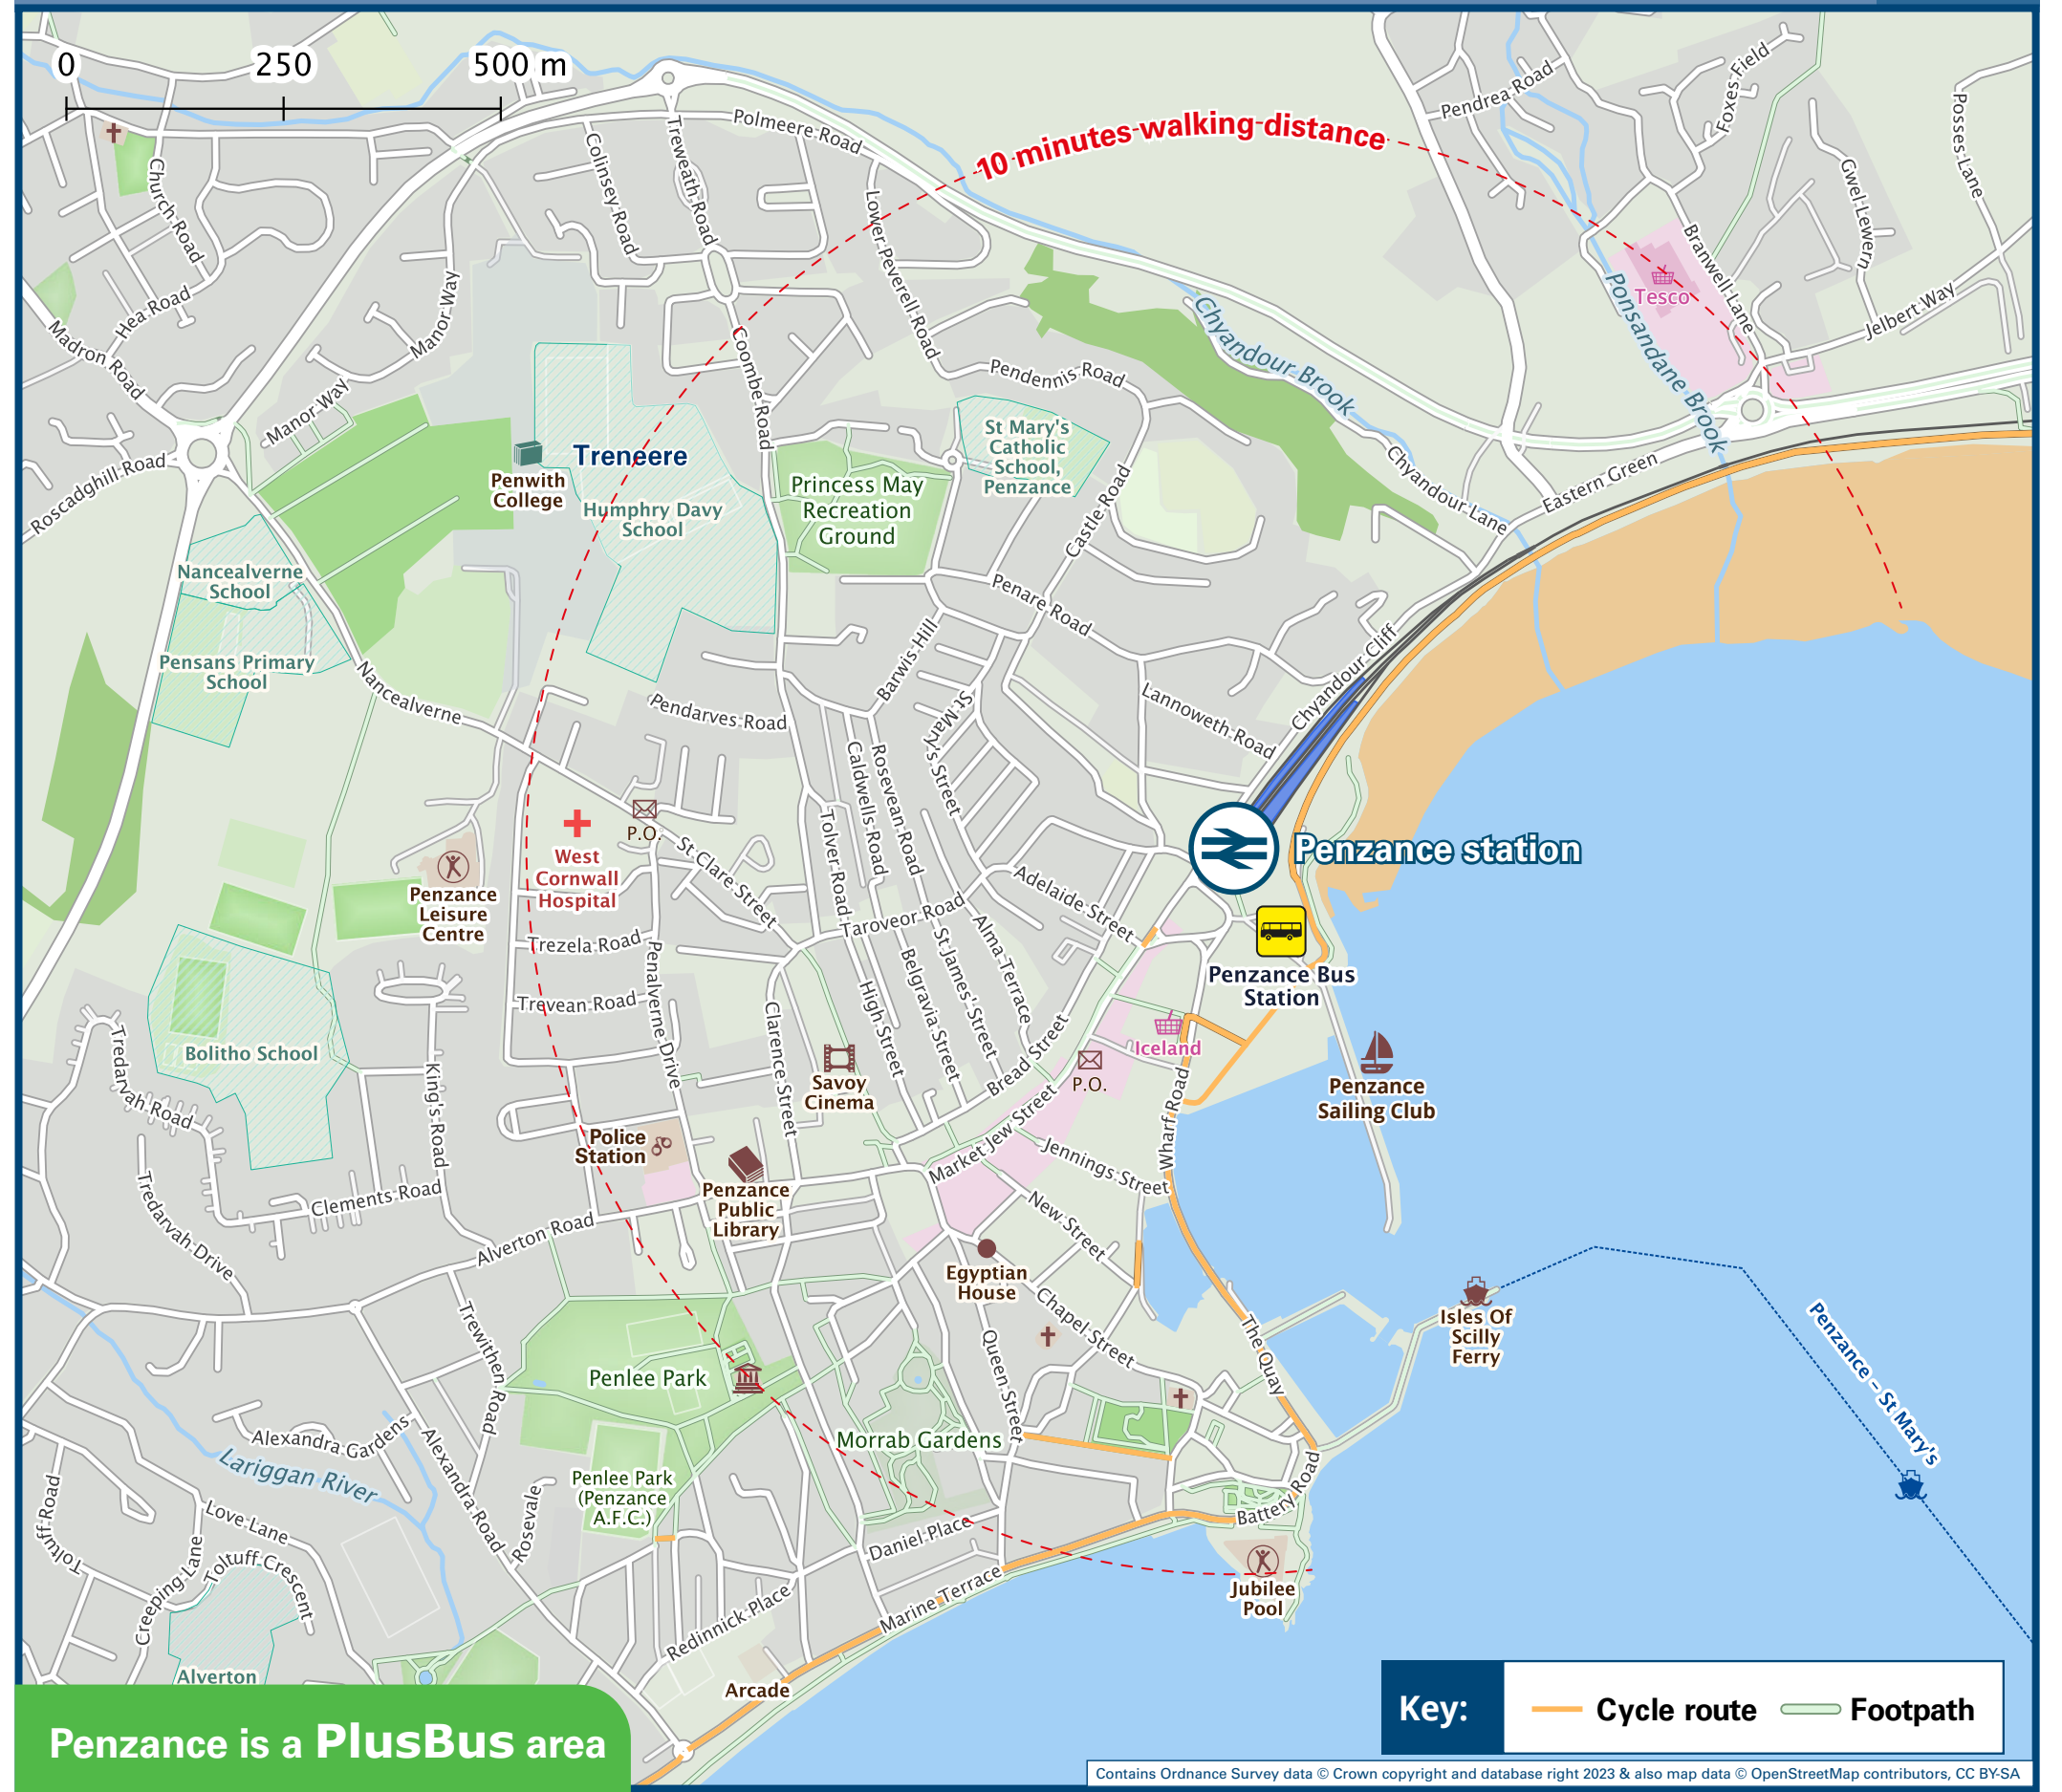 0 250 500 m
10 minutes walking distance
Polmeere Road
Pendrea Road
Foxes Field
Posses Lane
Gwel Lewern
Church Road
Colinsey Road
Treweath Road
Lower Peverell Road
Branwell Lane
Tesco
Jelbert Way
Ponsandane Brook
Hea Road
Madron Road
Manor Way
Manor Way
Coombe Road
Chyandour Brook
Pendennis Road
St Mary's
Catholic
School,
Penzance
Castle Road
Chyandour Lane
Eastern Green
Roscadghill Road
Penwith
College
Treneere
Humphry Davy
School
Princess May
Recreation
Ground
Nancealverne
School
Pensans Primary
School
Nancealverne
Penare Road
Barwis Hill
Pendarves Road
St Mary's Street
Lannoweth Road
Chyandour Cliff
Caldwells Road
Rosevean Road
Tolver Road
P.O.
West
Cornwall
Hospital
St Clare Street
Penzance station
Penzance
Leisure
Centre
Adelaide Street
Taroveor Road
Alma Terrace
Trezela Road
Trevean Road
Penalverne Drive
Penzance Bus
Station
Belgravia Street
St James' Street
High Street
Clarence Street
Bread Street
Iceland
P.O.
Savoy
Cinema
Bolitho School
Tredarvah Road
King's Road
Penzance
Sailing Club
Wharf Road
Market Jew Street
Jennings Street
Police
Station
Penzance
Public
Library
Clements Road
Tredarvah Drive
Alverton Road
New Street
Egyptian
House
Chapel Street
Queen Street
The Quay
Isles Of
Scilly
Ferry
Penzance – St Mary's
Trewithen Road
Penlee Park
Morrab Gardens
Alexandra Gardens
Lariggan River
Alexandra Road
Penlee Park
(Penzance
A.F.C.)
Rosevale
Love Lane
Toltuff Road
Toltuff Crescent
Creeping Lane
Daniel Place
Battery Road
Jubilee
Pool
Marine Terrace
Redinnick Place
Alverton
Arcade
Penzance is a PlusBus area
Key: Cycle route Footpath
Contains Ordnance Survey data © Crown copyright and database right 2023 & also map data © OpenStreetMap contributors, CC BY-SA